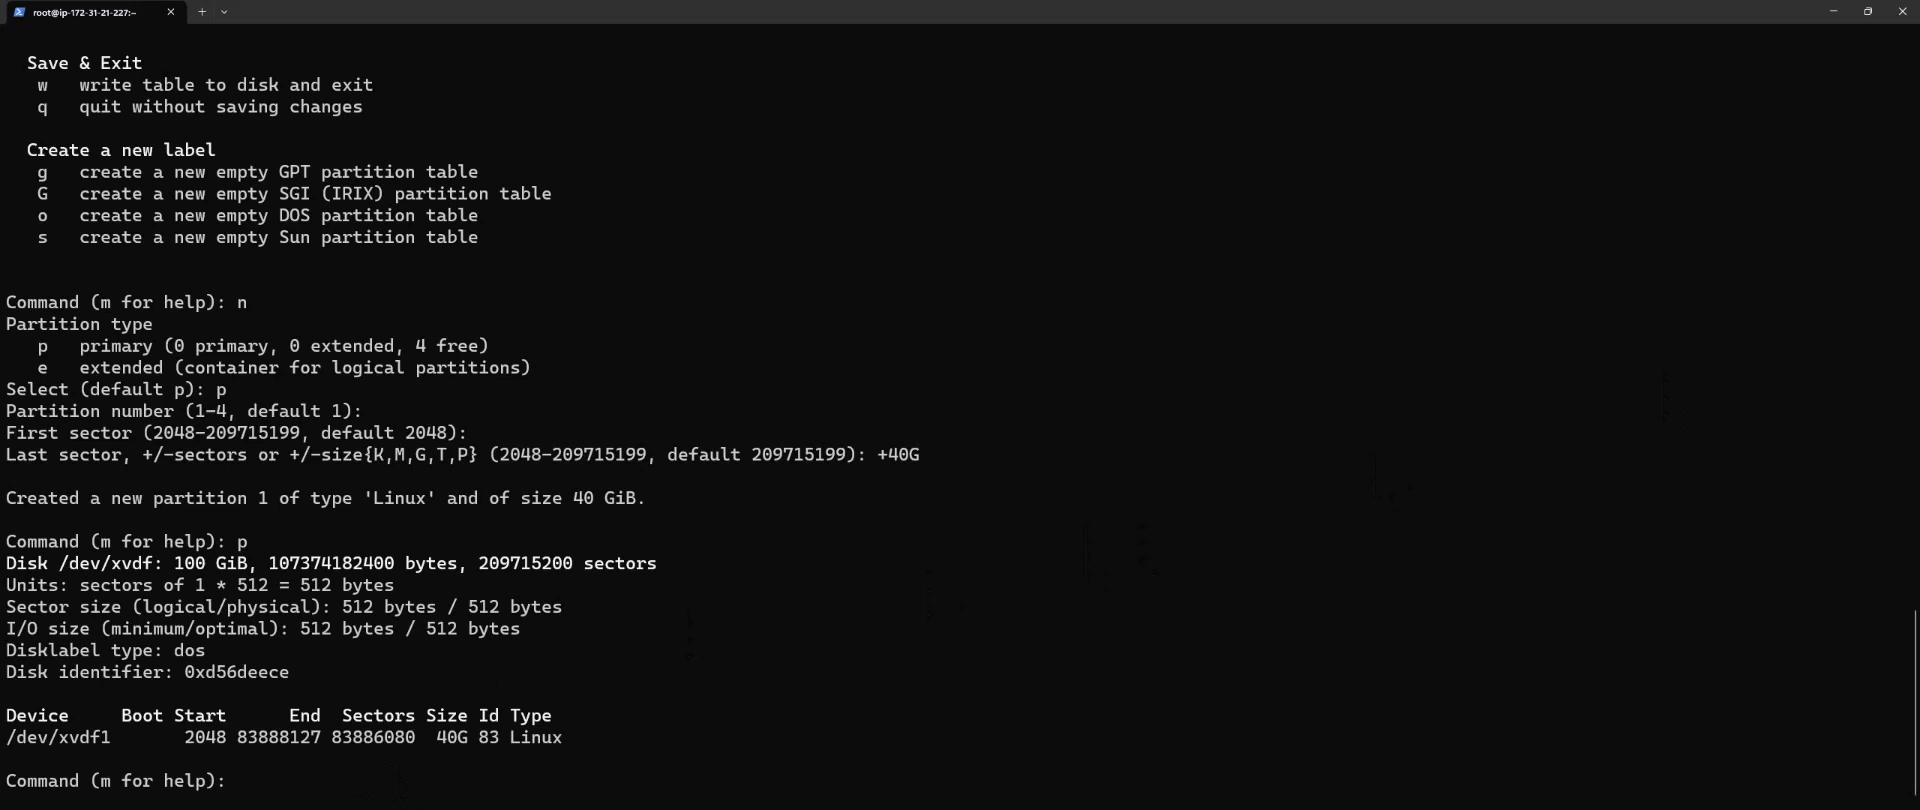 root@ip-172-31-21-227:~
Save & Exit
w   write table to disk and exit
q   quit without saving changes
Create a new label
g   create a new empty GPT partition table
G   create a new empty SGI (IRIX) partition table
o   create a new empty DOS partition table
s   create a new empty Sun partition table
Command (m for help): n
Partition type
p   primary (0 primary, 0 extended, 4 free)
e   extended (container for logical partitions)
Select (default p): p
Partition number (1-4, default 1):
First sector (2048-209715199, default 2048):
Last sector, +/-sectors or +/-size{K,M,G,T,P} (2048-209715199, default 209715199): +40G
Created a new partition 1 of type 'Linux' and of size 40 GiB.
Command (m for help): p
Disk /dev/xvdf: 100 GiB, 107374182400 bytes, 209715200 sectors
Units: sectors of 1 * 512 = 512 bytes
Sector size (logical/physical): 512 bytes / 512 bytes
I/O size (minimum/optimal): 512 bytes / 512 bytes
Disklabel type: dos
Disk identifier: 0xd56deece
Device     Boot Start      End  Sectors Size Id Type
/dev/xvdf1       2048 83888127 83886080  40G 83 Linux
Command (m for help):